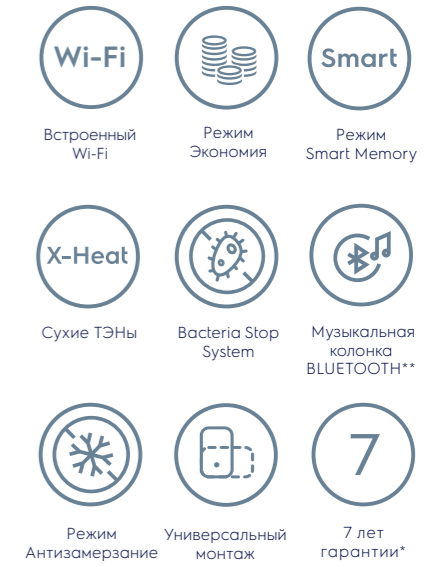 Wi-Fi
Smart
Встроенный
Wi-Fi
Режим
Экономия
Режим
Smart Memory
X-Heat
Сухие ТЭНы
Bacteria Stop
System
Музыкальная
колонка
BLUETOOTH**
7
Режим
Антизамерзание
Универсальный
монтаж
7 лет
гарантии*